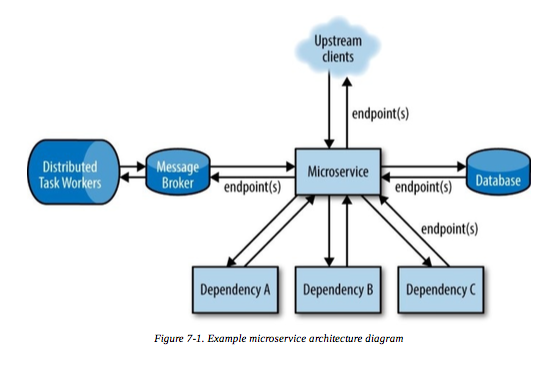 Upstream
clients
endpoint(s)
Distributed
Task Workers
Message
Broker
endpoint(s)
Microservice
endpoint(s)
Database
endpoint(s)
Dependency A
Dependency B
Dependency C
Figure 7-1. Example microservice architecture diagram